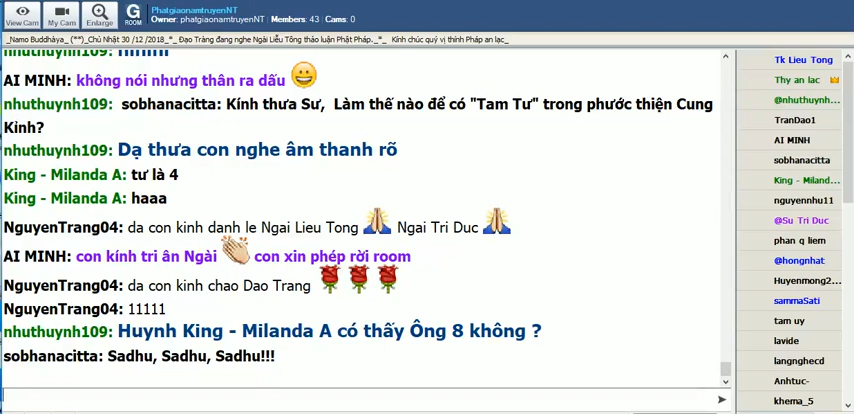 View Cam
My Cam
Enlarge
G
ROOM
PhatgiaonamtruyenNT
Owner: phatgiaonamtruyenNT | Members: 43 | Cams: 0
_Namo Buddhàya_ (**)_Chủ Nhật 30 /12 /2018_*_ Đạo Tràng đang nghe Ngài Liễu Tông thảo luận Phật Pháp._*_ Kính chúc quý vị thính Pháp an lạc_
nhuthuynh109: hihihihi
AI MINH: không nói nhưng thân ra dấu
nhuthuynh109: sobhanacitta: Kính thưa Sư, Làm thế nào để có "Tam Tư" trong phước thiện Cung
Kỉnh?
nhuthuynh109: Dạ thưa con nghe âm thanh rõ
King - Milanda A: tư là 4
King - Milanda A: haaa
NguyenTrang04: da con kinh danh le Ngai Lieu Tong Ngai Tri Duc
AI MINH: con kính tri ân Ngài con xin phép rời room
NguyenTrang04: da con kinh chao Dao Trang
NguyenTrang04: 11111
nhuthuynh109: Huynh King - Milanda A có thấy Ông 8 không ?
sobhanacitta: Sadhu, Sadhu, Sadhu!!!
Tk Lieu Tong
Thy an lac
@nhuthuynh...
TranDao1
AI MINH
sobhanacitta
King - Miland...
nguyennhu11
@Su Tri Duc
phan q liem
@hongnhat
Huyenmong2...
sammaSati
tam uy
lavide
langnghecd
Anhtuc-
khema_5